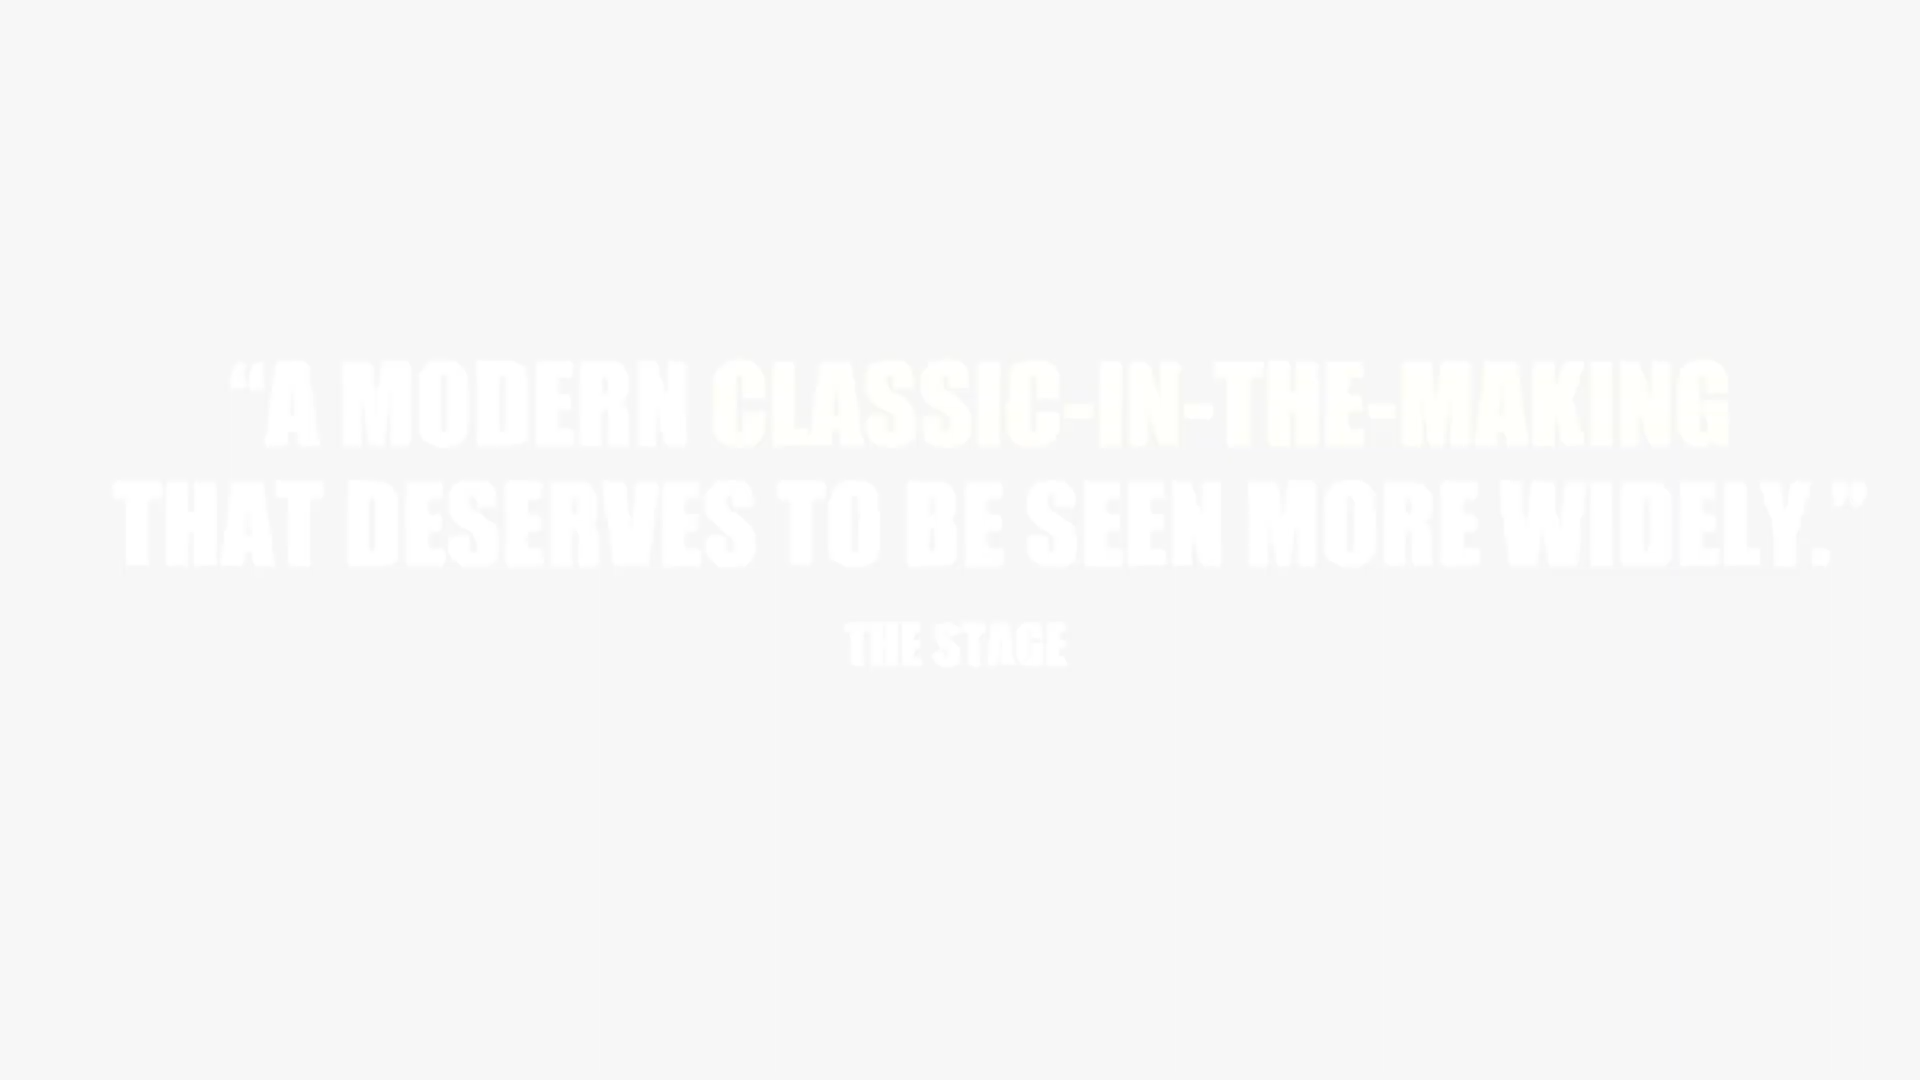 “A MODERN CLASSIC-IN-THE-MAKING
THAT DESERVES TO BE SEEN MORE WIDELY.”
THE STAGE